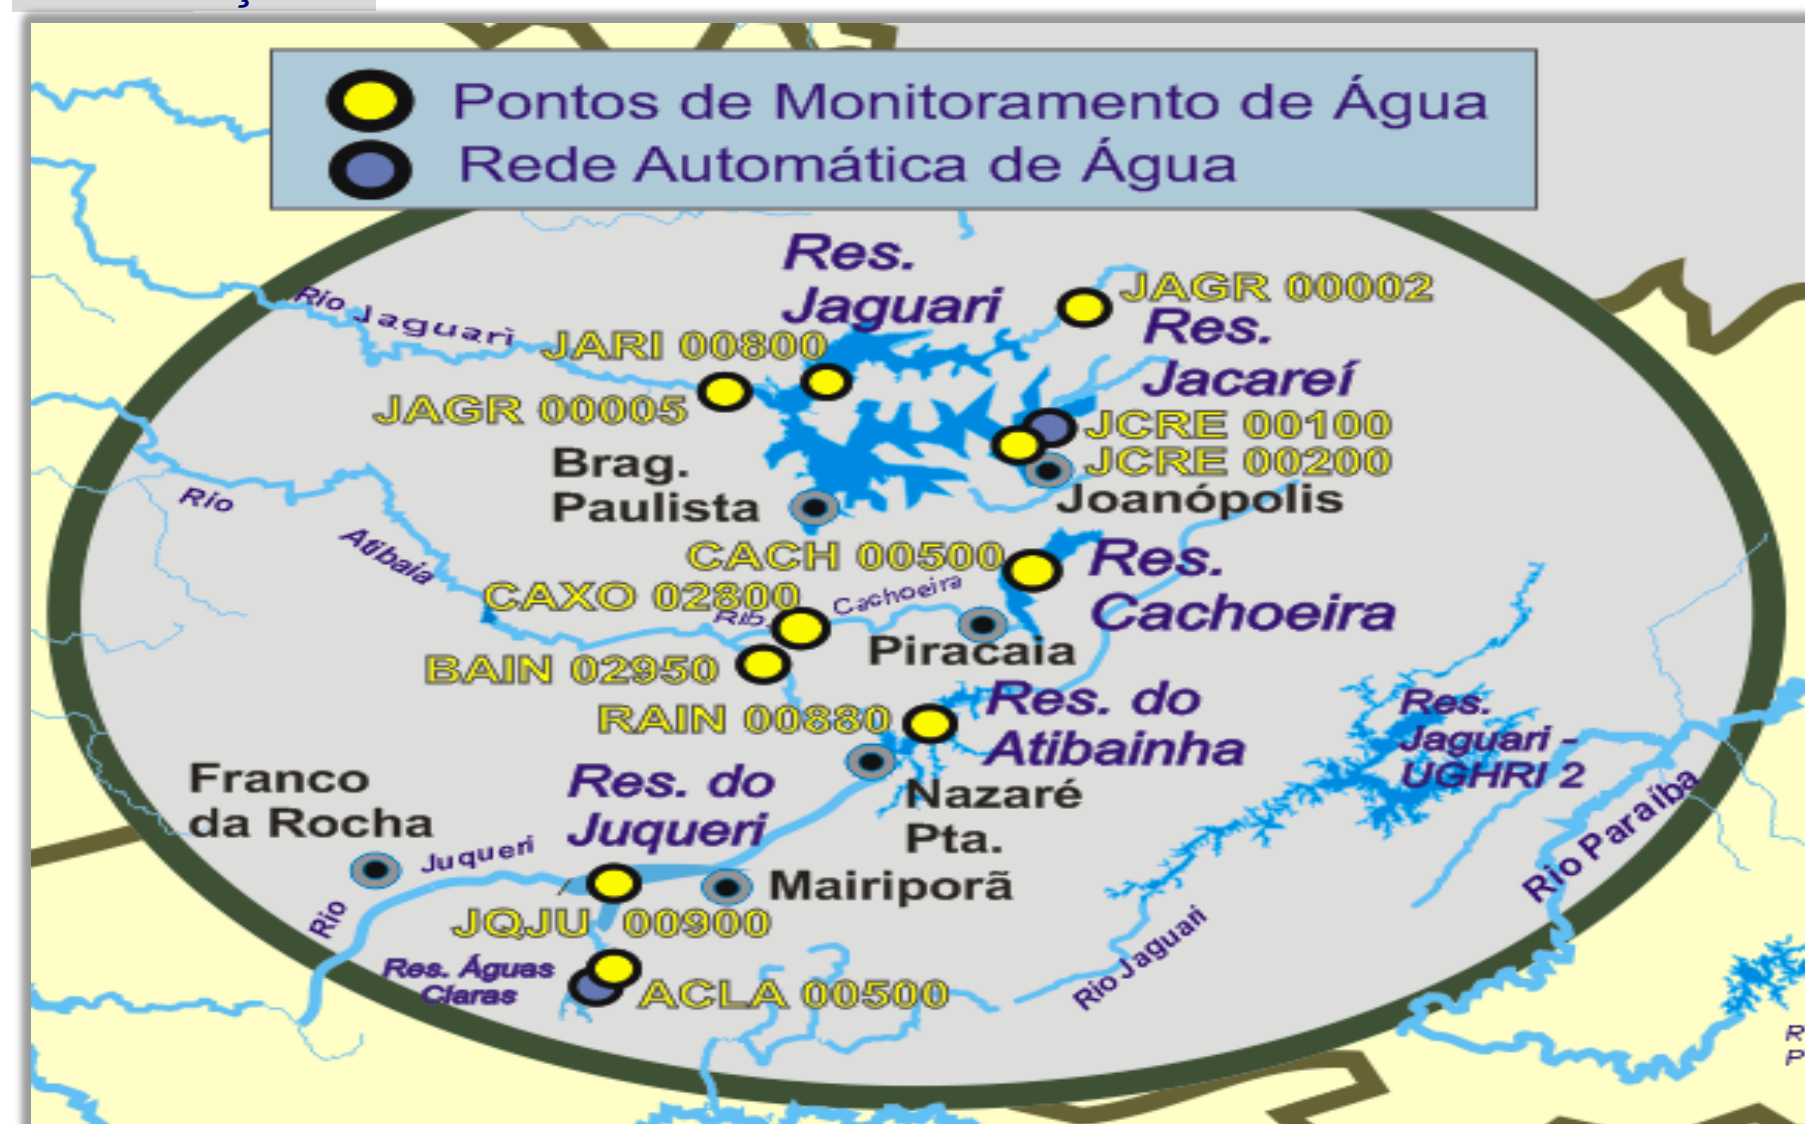 Pontos de Monitoramento de Água
Rede Automática de Água
Res.
Jaguari
JAGR 00002
Res.
Jacareí
Rio Jaguari
JARI 00800
JAGR 00005
JCRE 00100
JCRE 00200
Brag.
Paulista
Joanópolis
Rio
Atibaia
CACH 00500
Res.
Cachoeira
CAXO 02800
Rib.
Cachoeira
Piracaia
BAIN 02950
RAIN 00880
Res. do
Atibainha
Res.
Jaguari -
UGHRI 2
Nazaré
Pta.
Franco
da Rocha
Res. do
Juqueri
Rio Paraíba
Juqueri
Rio
Mairiporã
JQJU 00900
Res. Águas
Claras
ACLA 00500
Rio Jaguari